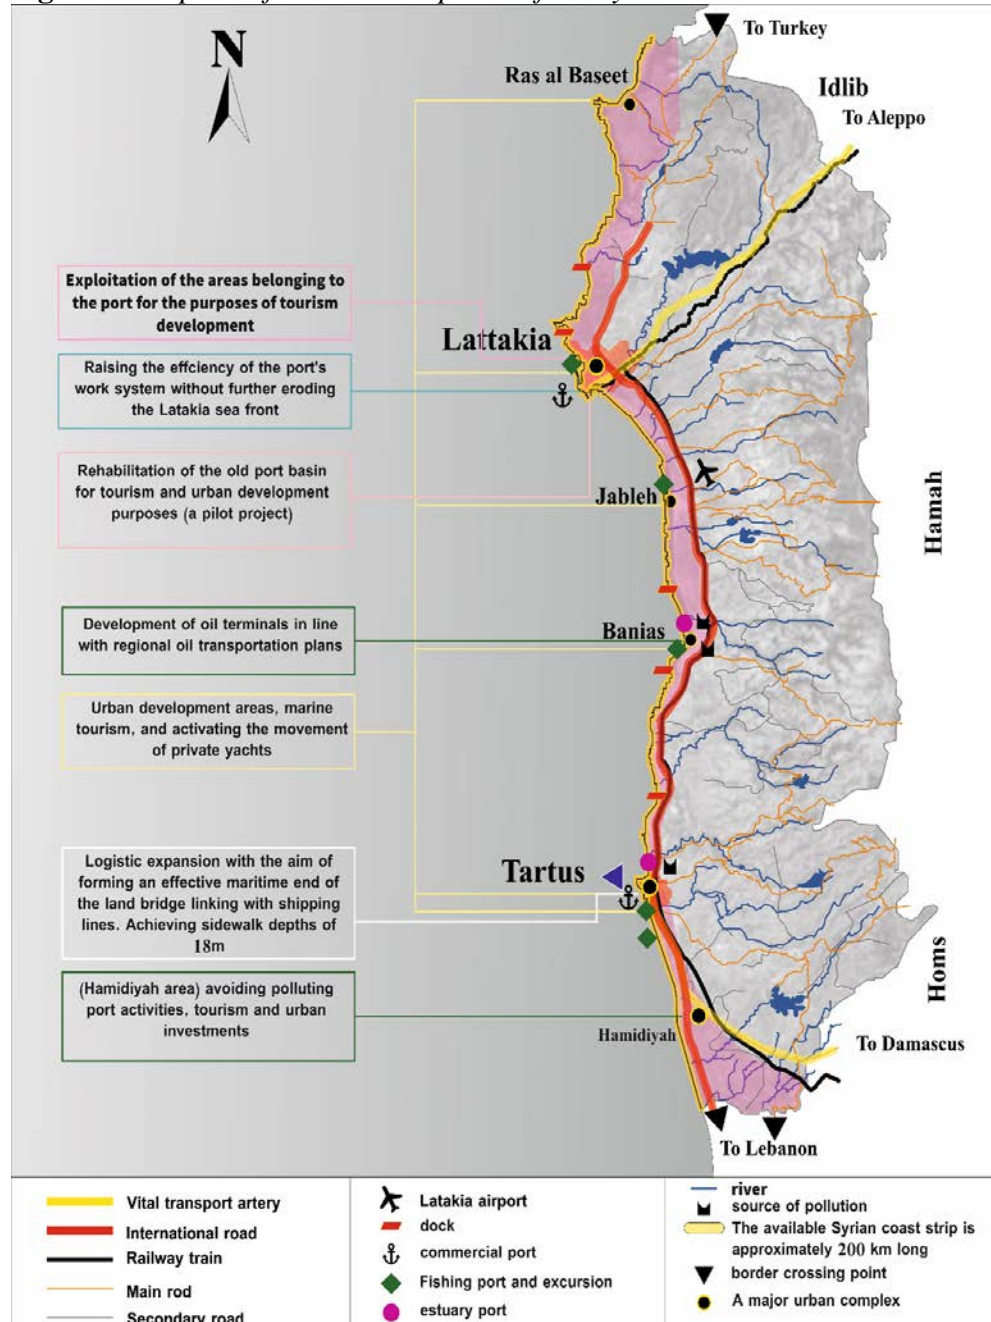 N
To Turkey
Ras al Baseet
Idlib
To Aleppo
Exploitation of the areas belonging to
the port for the purposes of tourism
development
Lattakia
Raising the effciency of the port's
work system without further eroding
the Latakia sea front
Rehabilitation of the old port basin
for tourism and urban development
purposes (a pilot project)
Jableh
Hamah
Development of oil terminals in line
with regional oil transportation plans
Banias
Urban development areas, marine
tourism, and activating the movement
of private yachts
Logistic expansion with the aim of
forming an effective maritime end of
the land bridge linking with shipping
lines. Achieving sidewalk depths of
18m
Tartus
Homs
(Hamidiyah area) avoiding polluting
port activities, tourism and urban
investments
Hamidiyah
To Damascus
To Lebanon
Vital transport artery
International road
Railway train
Main rod
Secondary road
Latakia airport
dock
commercial port
Fishing port and excursion
estuary port
river
source of pollution
The available Syrian coast strip is
approximately 200 km long
border crossing point
A major urban complex